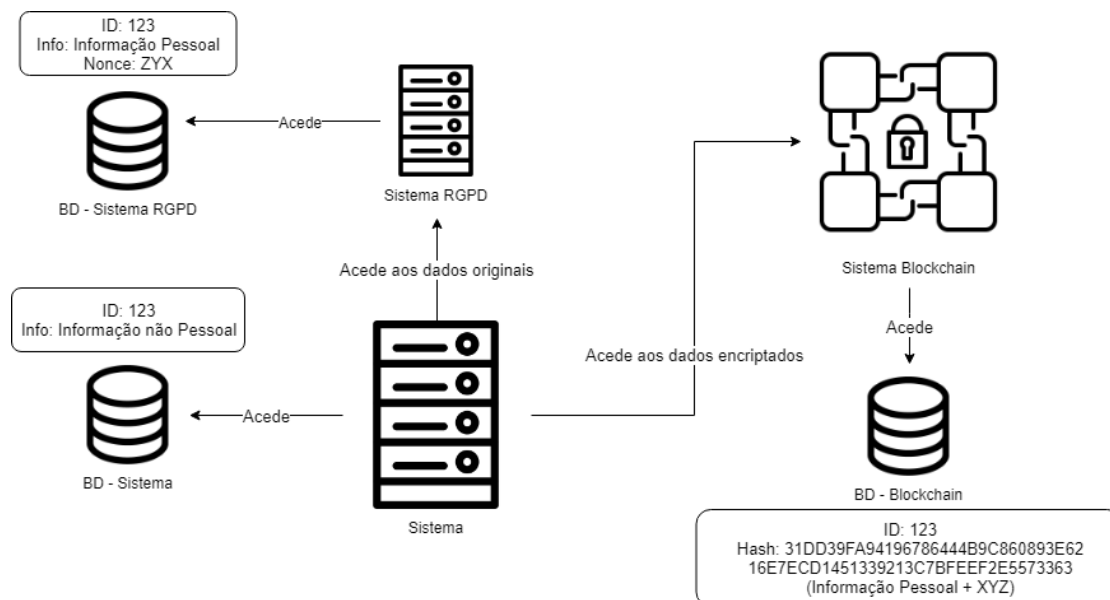 ID: 123
Info: Informação Pessoal
Nonce: ZYX
Acede
BD - Sistema RGPD
Sistema RGPD
Acede aos dados originais
Sistema Blockchain
ID: 123
Info: Informação não Pessoal
Acede
Acede aos dados encriptados
Acede
BD - Sistema
Sistema
BD - Blockchain
ID: 123
Hash: 31DD39FA94196786444B9C860893E62
16E7ECD1451339213C7BFEEF2E5573363
(Informação Pessoal + XYZ)